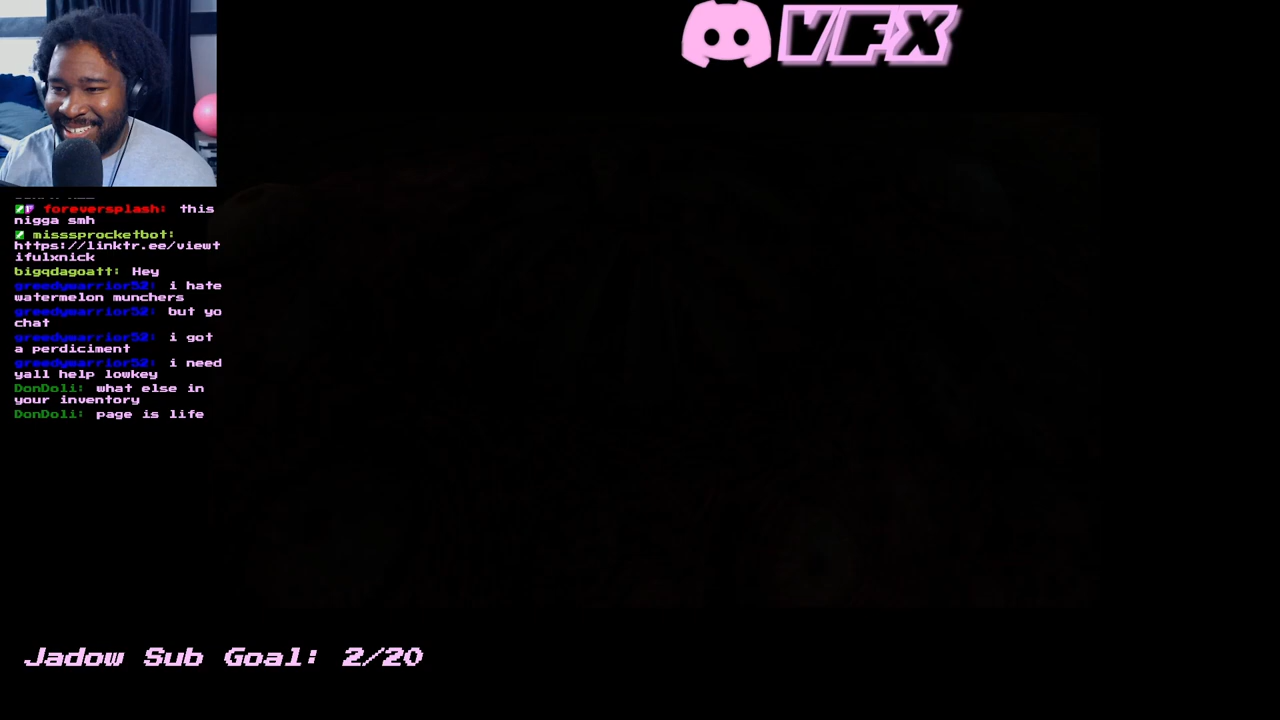 VFX
foreversplash: this
nigga smh
misssprocketbot:
https://linktr.ee/viewt
ifulxnick
bigqdagoatt: Hey
greedywarrior52: i hate
watermelon munchers
greedywarrior52: but yo
chat
greedywarrior52: i got
a perdiciment
greedywarrior52: i need
yall help lowkey
DonDoli: what else in
your inventory
DonDoli: page is life
Jadow Sub Goal: 2/20